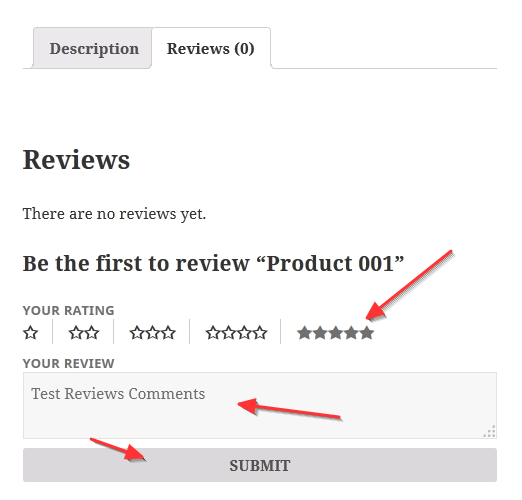 Description Reviews (0)
Reviews
There are no reviews yet.
Be the first to review “Product 001”
YOUR RATING
YOUR REVIEW
Test Reviews Comments
SUBMIT